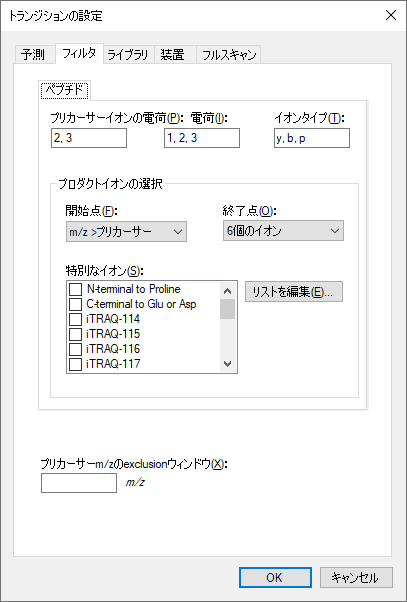 トランジションの設定
予測 フィルタ ライブラリ 装置 フルスキャン
ペプチド
プリカーサーイオンの電荷(P): 電荷(I): イオンタイプ(T):
2, 3 1, 2, 3 y, b, p
プロダクトイオンの選択
開始点(F): 終了点(O):
m/z >プリカーサー 6個のイオン
特別なイオン(S):
N-terminal to Proline リストを編集(E)...
C-terminal to Glu or Asp
iTRAQ-114
iTRAQ-115
iTRAQ-116
iTRAQ-117
プリカーサーm/zのexclusionウィンドウ(X):
m/z
OK キャンセル